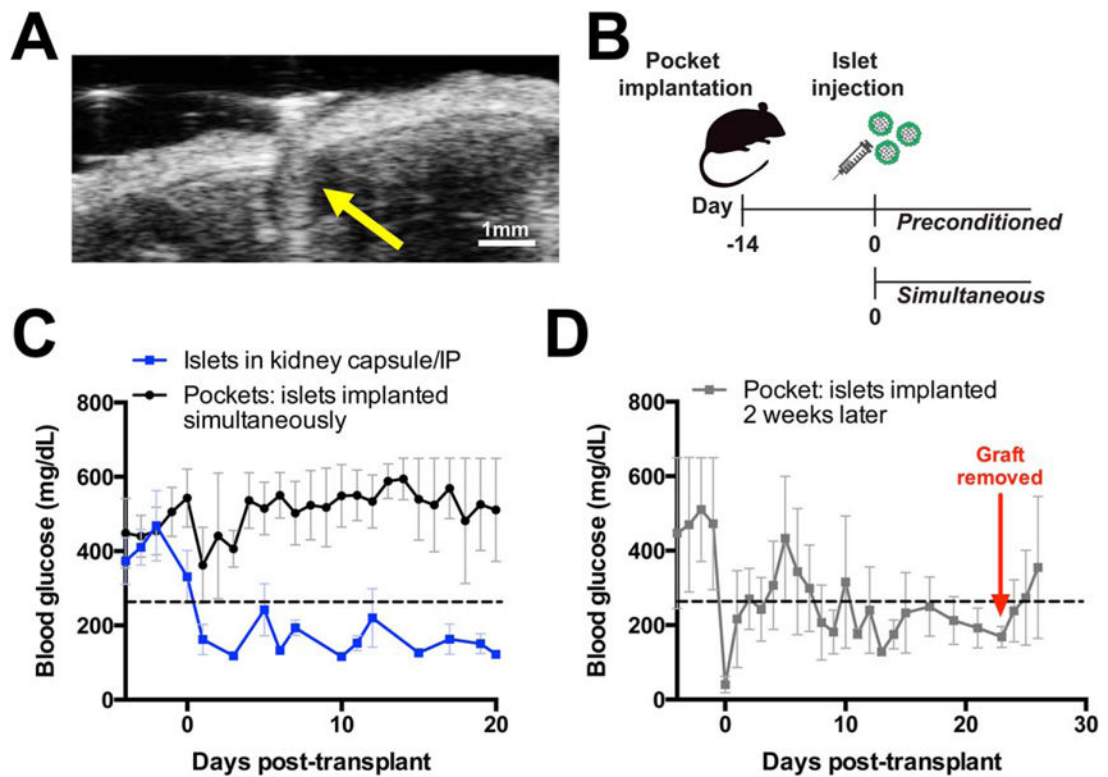 A
1mm
B
Pocket
implantation
Islet
injection
Day
-14
0
Preconditioned
0
Simultaneous
C
Islets in kidney capsule/IP
Pockets: islets implanted
simultaneously
800
600
400
200
0
Blood glucose (mg/dL)
0
10
20
Days post-transplant
D
Pocket: islets implanted
2 weeks later
Graft
removed
800
600
400
200
0
Blood glucose (mg/dL)
0
10
20
30
Days post-transplant